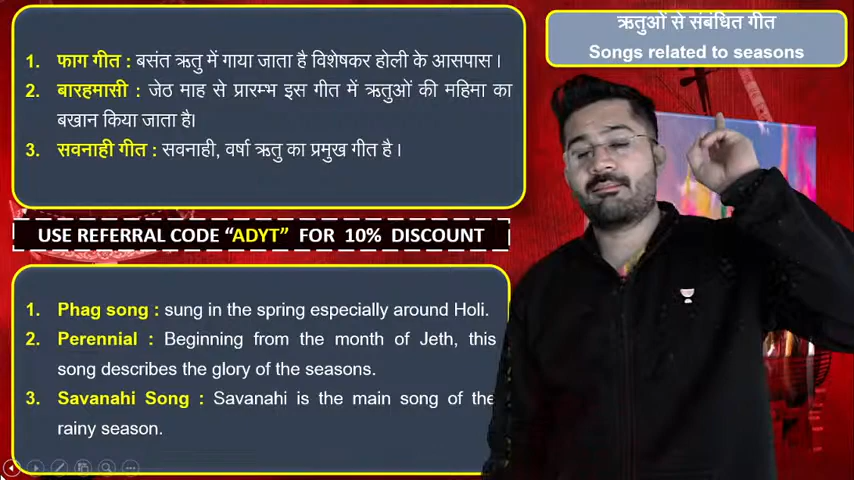 ऋतुओं से संबंधित गीत
Songs related to seasons
1. फाग गीत : बसंत ऋतु में गाया जाता है विशेषकर होली के आसपास।
2. बारहमासी : जेठ माह से प्रारम्भ इस गीत में ऋतुओं की महिमा का
बखान किया जाता है।
3. सवनाही गीत : सवनाही, वर्षा ऋतु का प्रमुख गीत है।
USE REFERRAL CODE “ADYT” FOR 10% DISCOUNT
1. Phag song : sung in the spring especially around Holi.
2. Perennial : Beginning from the month of Jeth, this
song describes the glory of the seasons.
3. Savanahi Song : Savanahi is the main song of the
rainy season.